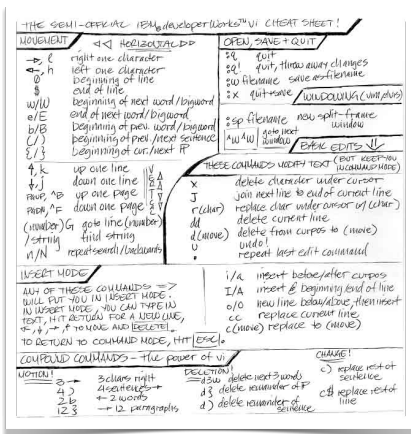 THE SEMI-OFFICIAL IBM developerWorks Vi CHEAT SHEET!
MOVEMENT
◁◁ HORIZONTAL ▷▷
→, l right one character
←, h left one character
0 beginning of line
$ end of line
w/W beginning of next word/bigword
e/E end of next word/bigword
b/B beginning of prev. word/bigword
(/) beginning of prev./next sentence
{/} beginning of cur./next ¶
↑, k up one line
↓, j down one line
PGUP, ^B up one page
PGDN, ^F down one page
(number)G goto line (number)
/string find string
n/N repeat search/backwards
OPEN, SAVE + QUIT
:q quit
:q! quit, throw away changes
:w filename save as filename
:x quit+save
WINDOWING (vim, elvis)
:sp filename new split-frame window
^W^W goto next window
BASIC EDITS
THESE COMMANDS MODIFY TEXT (BUT KEEP YOU IN COMMAND MODE)
x delete character under cursor
J join next line to end of current line
r(char) replace char under cursor w/(char)
dd delete current line
d(move) delete from curpos to (move)
u undo!
. repeat last edit command
INSERT MODE
ANY OF THESE COMMANDS =>
WILL PUT YOU IN INSERT MODE.
IN INSERT MODE, YOU CAN TYPE IN
TEXT, HIT RETURN FOR A NEW LINE,
←, ↓, →, ↑ TO MOVE AND DELETE.
TO RETURN TO COMMAND MODE, HIT ESC.
i/a insert before/after curpos
I/A insert @ beginning/end of line
o/O new line below/above, then insert
cc replace current line
c(move) replace to (move)
COMPOUND COMMANDS - the power of vi
MOTION!
3→ 3 chars right
4) 4 sentences →
2b ← 2 words
12} → 12 paragraphs
DELETION!
d3w delete next 3 words
d} delete remainder of ¶
d) delete remainder of sentence
CHANGE!
c) replace rest of sentence
c$ replace rest of line